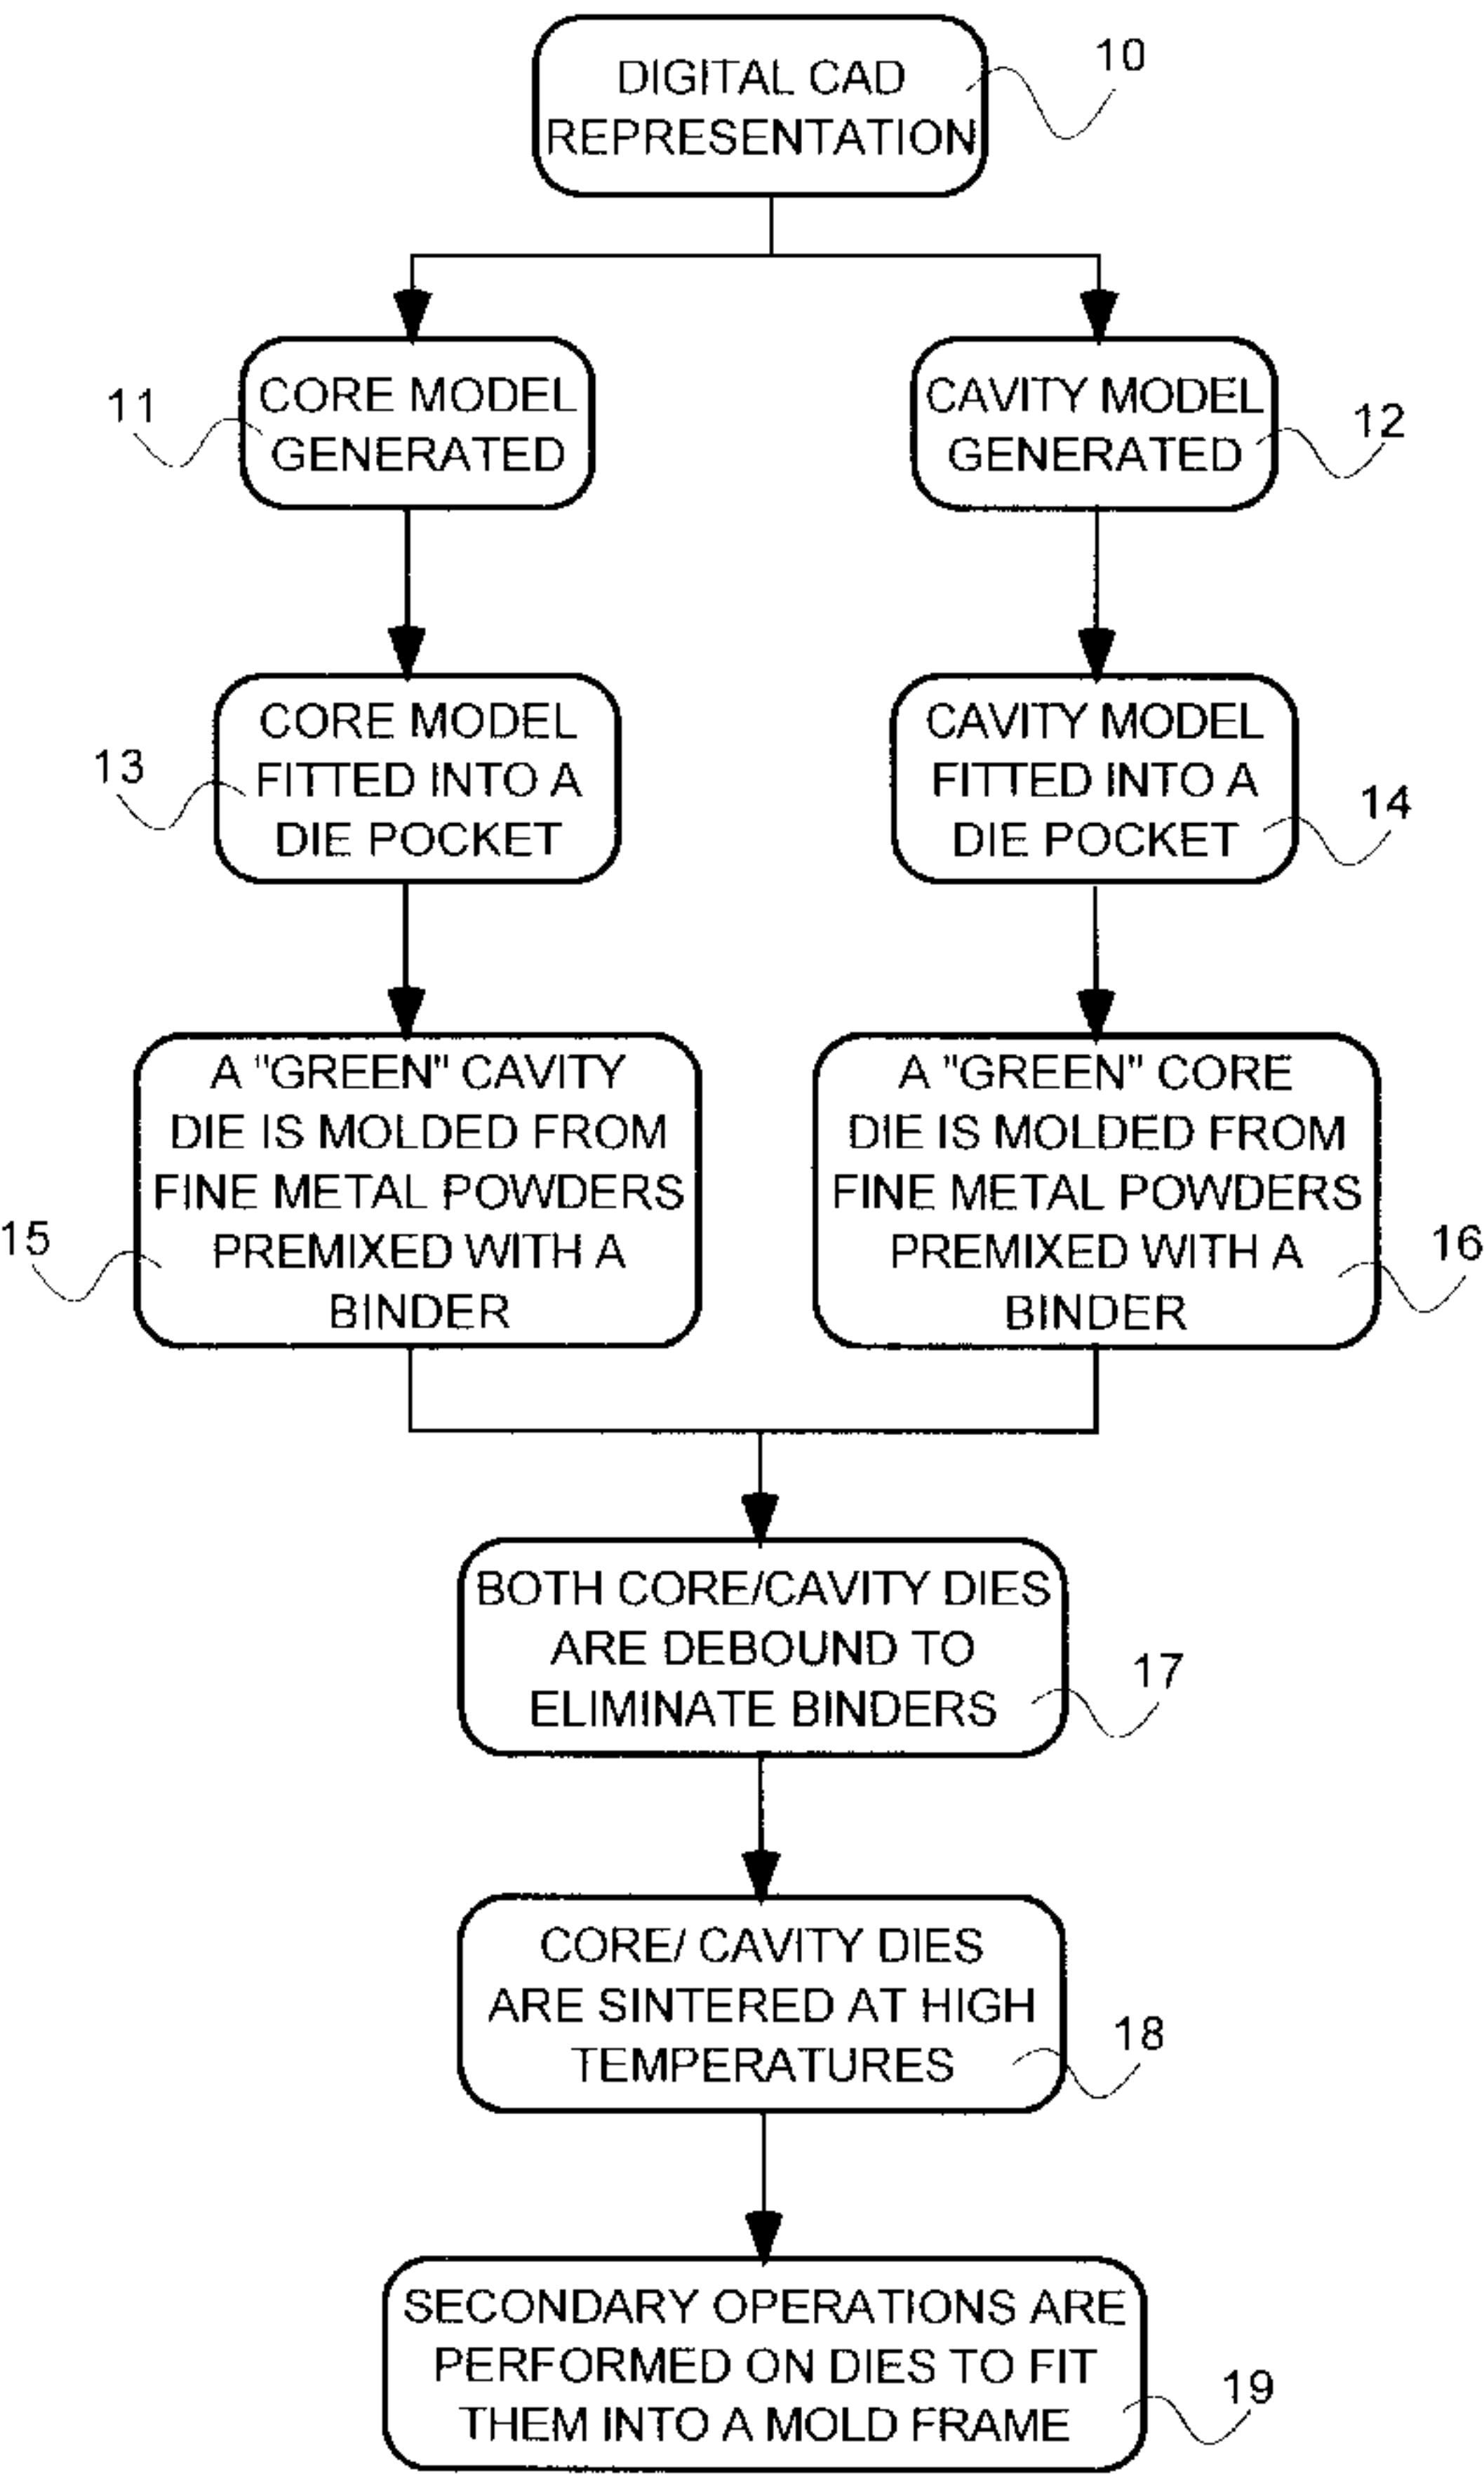 DIGITAL CAD
REPRESENTATION
10
CORE MODEL
GENERATED
11
CAVITY MODEL
GENERATED
12
CORE MODEL
FITTED INTO A
DIE POCKET
13
CAVITY MODEL
FITTED INTO A
DIE POCKET
14
A "GREEN" CAVITY
DIE IS MOLDED FROM
FINE METAL POWDERS
PREMIXED WITH A
BINDER
15
A "GREEN" CORE
DIE IS MOLDED FROM
FINE METAL POWDERS
PREMIXED WITH A
BINDER
16
BOTH CORE/CAVITY DIES
ARE DEBOUND TO
ELIMINATE BINDERS
17
CORE/ CAVITY DIES
ARE SINTERED AT HIGH
TEMPERATURES
18
SECONDARY OPERATIONS ARE
PERFORMED ON DIES TO FIT
THEM INTO A MOLD FRAME
19